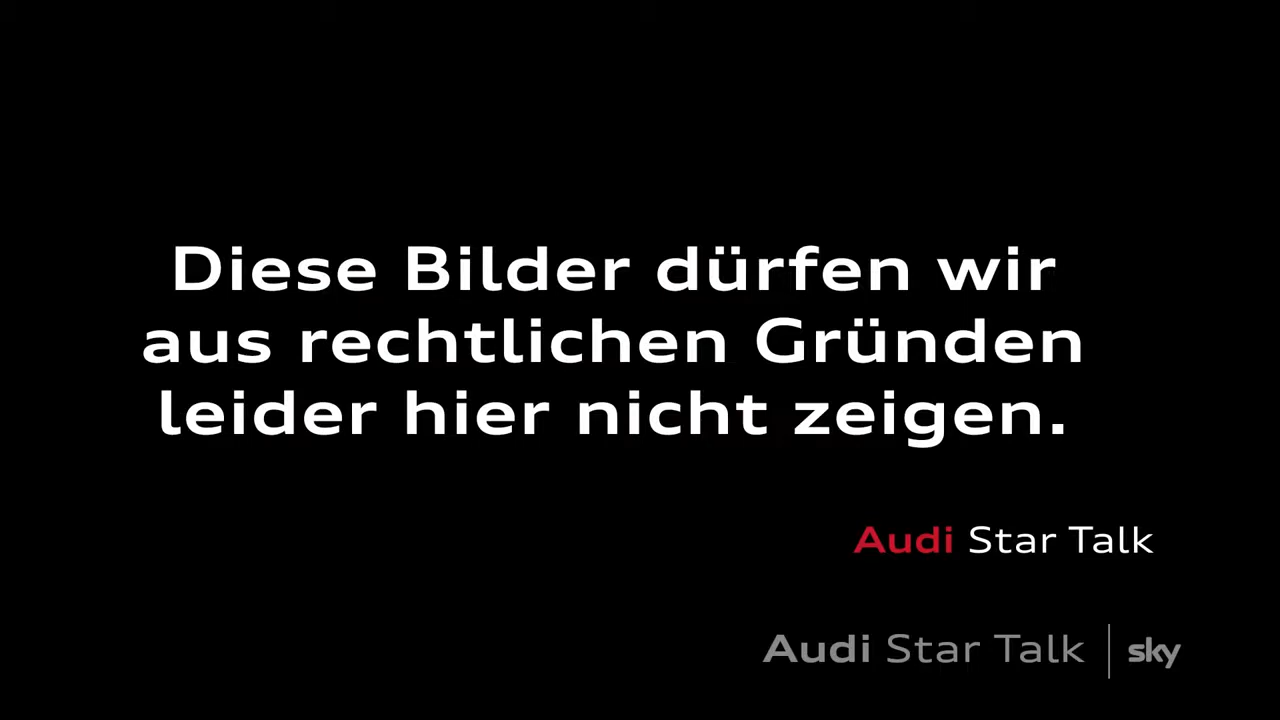 Diese Bilder dürfen wir
aus rechtlichen Gründen
leider hier nicht zeigen.
Audi Star Talk
Audi Star Talk | sky